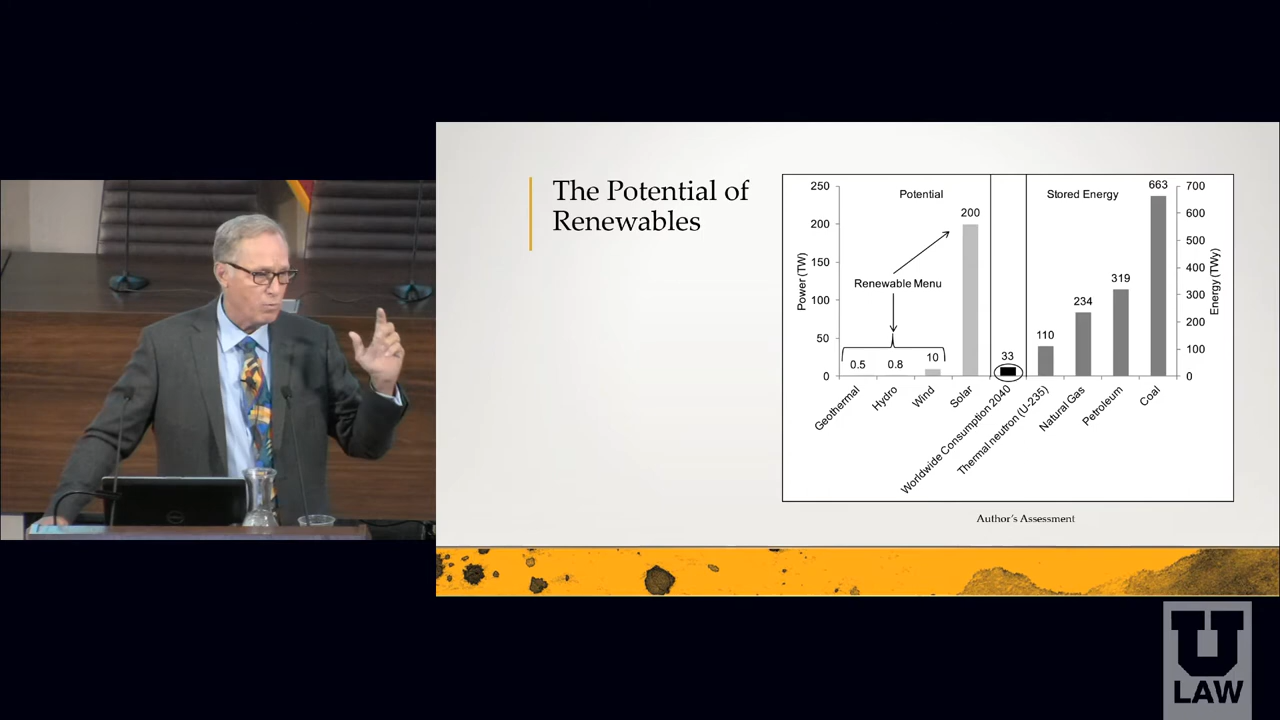 The Potential of
Renewables
250
200
150
100
50
0
Power (TW)
Potential
Renewable Menu
0.5
0.8
10
200
33
Stored Energy
110
234
319
663
700
600
500
400
300
200
100
0
Energy (TWy)
Geothermal
Hydro
Wind
Solar
Worldwide Consumption 2040
Thermal neutron (U-235)
Natural Gas
Petroleum
Coal
Author's Assessment
U
LAW